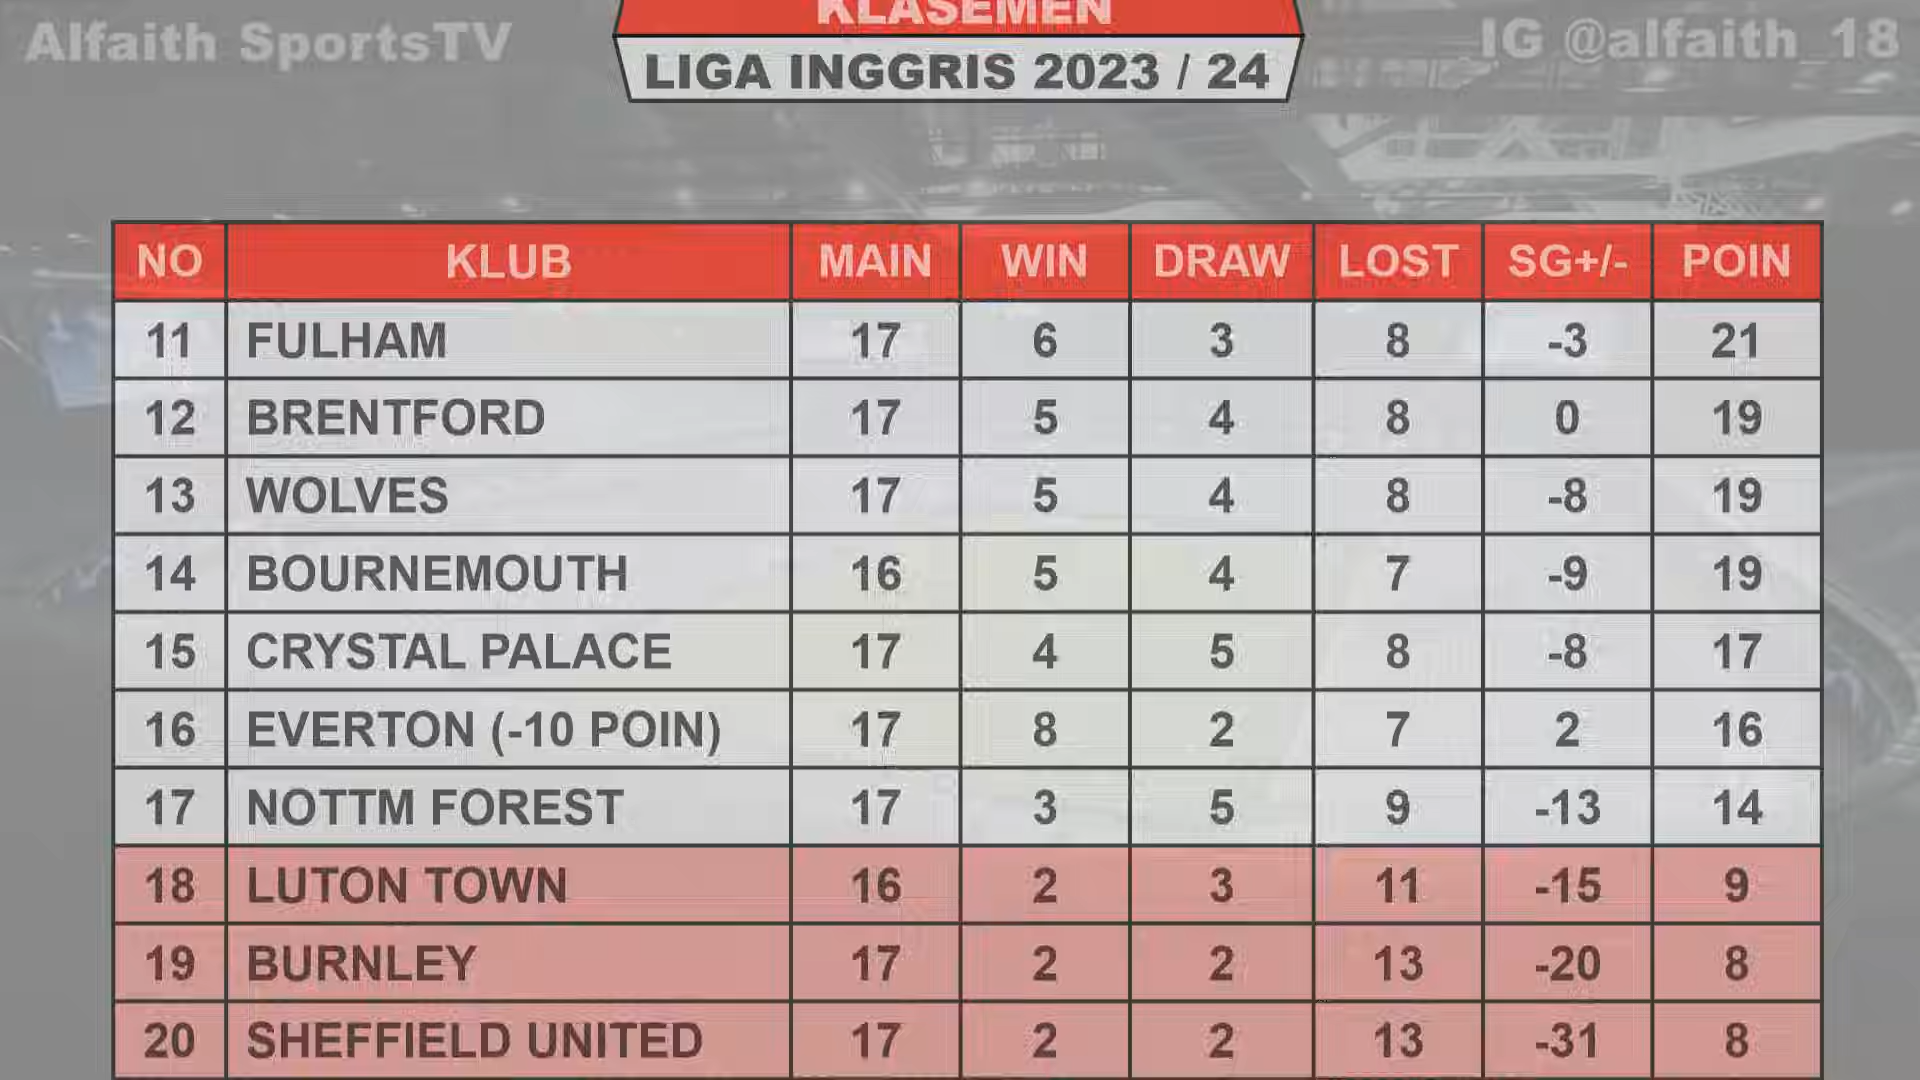 KLASEMEN
Alfaith SportsTV
IG @alfaith_18
LIGA INGGRIS 2023 / 24
NO KLUB MAIN WIN DRAW LOST SG+/- POIN
11 FULHAM 17 6 3 8 -3 21
12 BRENTFORD 17 5 4 8 0 19
13 WOLVES 17 5 4 8 -8 19
14 BOURNEMOUTH 16 5 4 7 -9 19
15 CRYSTAL PALACE 17 4 5 8 -8 17
16 EVERTON (-10 POIN) 17 8 2 7 2 16
17 NOTTM FOREST 17 3 5 9 -13 14
18 LUTON TOWN 16 2 3 11 -15 9
19 BURNLEY 17 2 2 13 -20 8
20 SHEFFIELD UNITED 17 2 2 13 -31 8